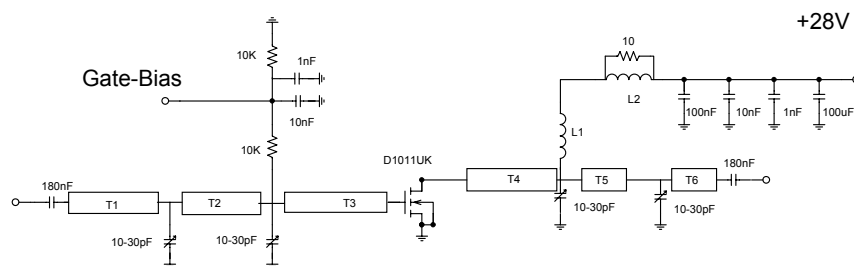 +28V
10
10K
1nF
Gate-Bias
L2
100nF
10nF
1nF
100uF
10nF
L1
10K
D1011UK
180nF
T1
T2
T3
T4
T5
T6
180nF
10-30pF
10-30pF
10-30pF
10-30pF